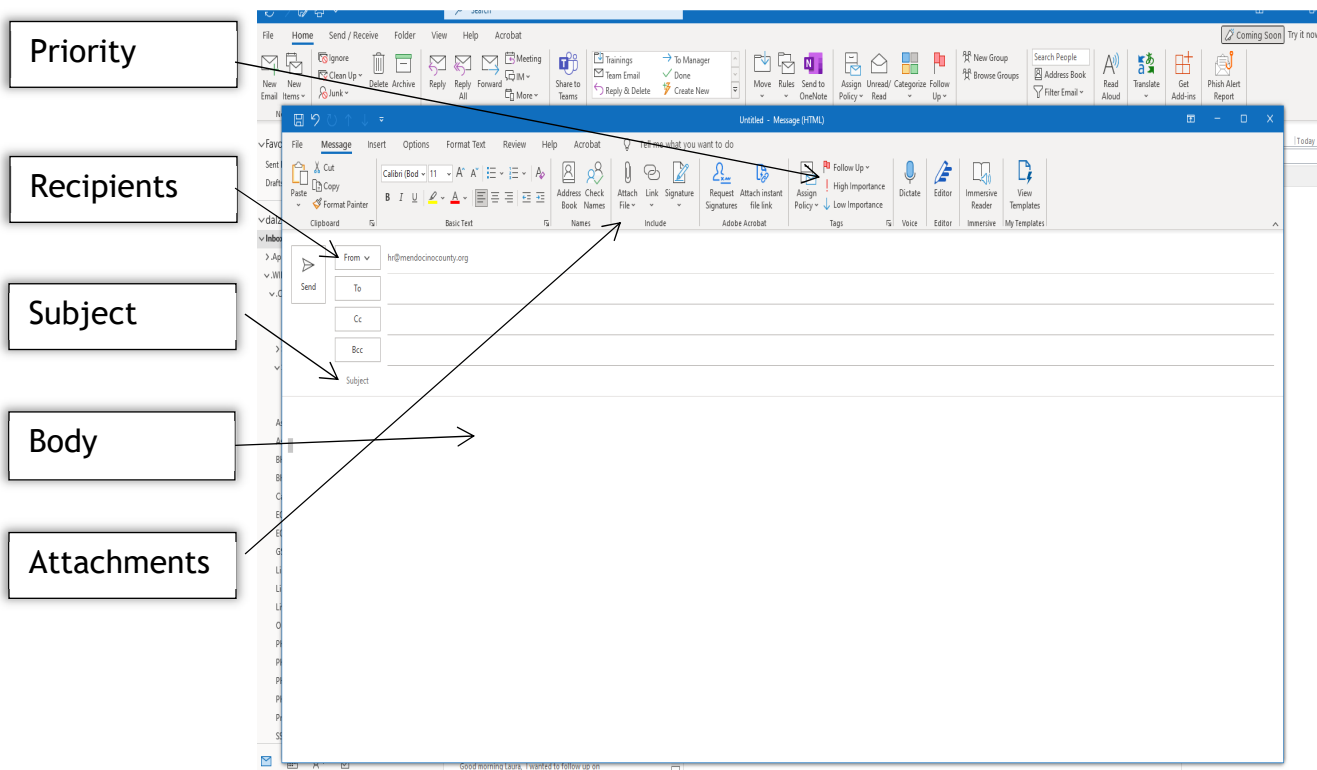 Priority
Recipients
Subject
Body
Attachments
Search
File Home Send / Receive Folder View Help Acrobat
Coming Soon Try it now
Ignore Meeting Trainings To Manager New Group Search People
Clean Up IM Team Email Done Browse Groups Address Book
Junk More Reply & Delete Create New Filter Email
New Email New Items Delete Archive Reply Reply All Forward Share to Teams Move Rules Send to OneNote Assign Policy Unread/ Read Categorize Follow Up Read Aloud Translate Get Add-ins Phish Alert Report
Untitled - Message (HTML)
File Message Insert Options Format Text Review Help Acrobat Tell me what you want to do
Today
Cut Calibri (Bod 11 Follow Up
Copy High Importance
Format Painter B I U Low Importance
Paste Address Book Check Names Attach File Link Signature Request Signatures Attach instant file link Assign Policy Dictate Editor Immersive Reader View Templates
Clipboard Basic Text Names Include Adobe Acrobat Tags Voice Editor Immersive My Templates
Favo
Sent
Drafts
Inbox
From hr@mendocinocounty.org
Send
To
Cc
Bcc
Subject
Good morning Laura, I wanted to follow up on